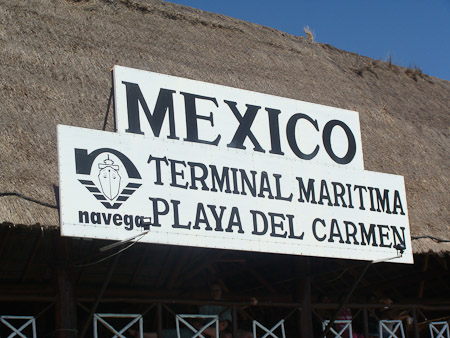 MEXICO
TERMINAL MARITIMA
PLAYA DEL CARMEN
navega